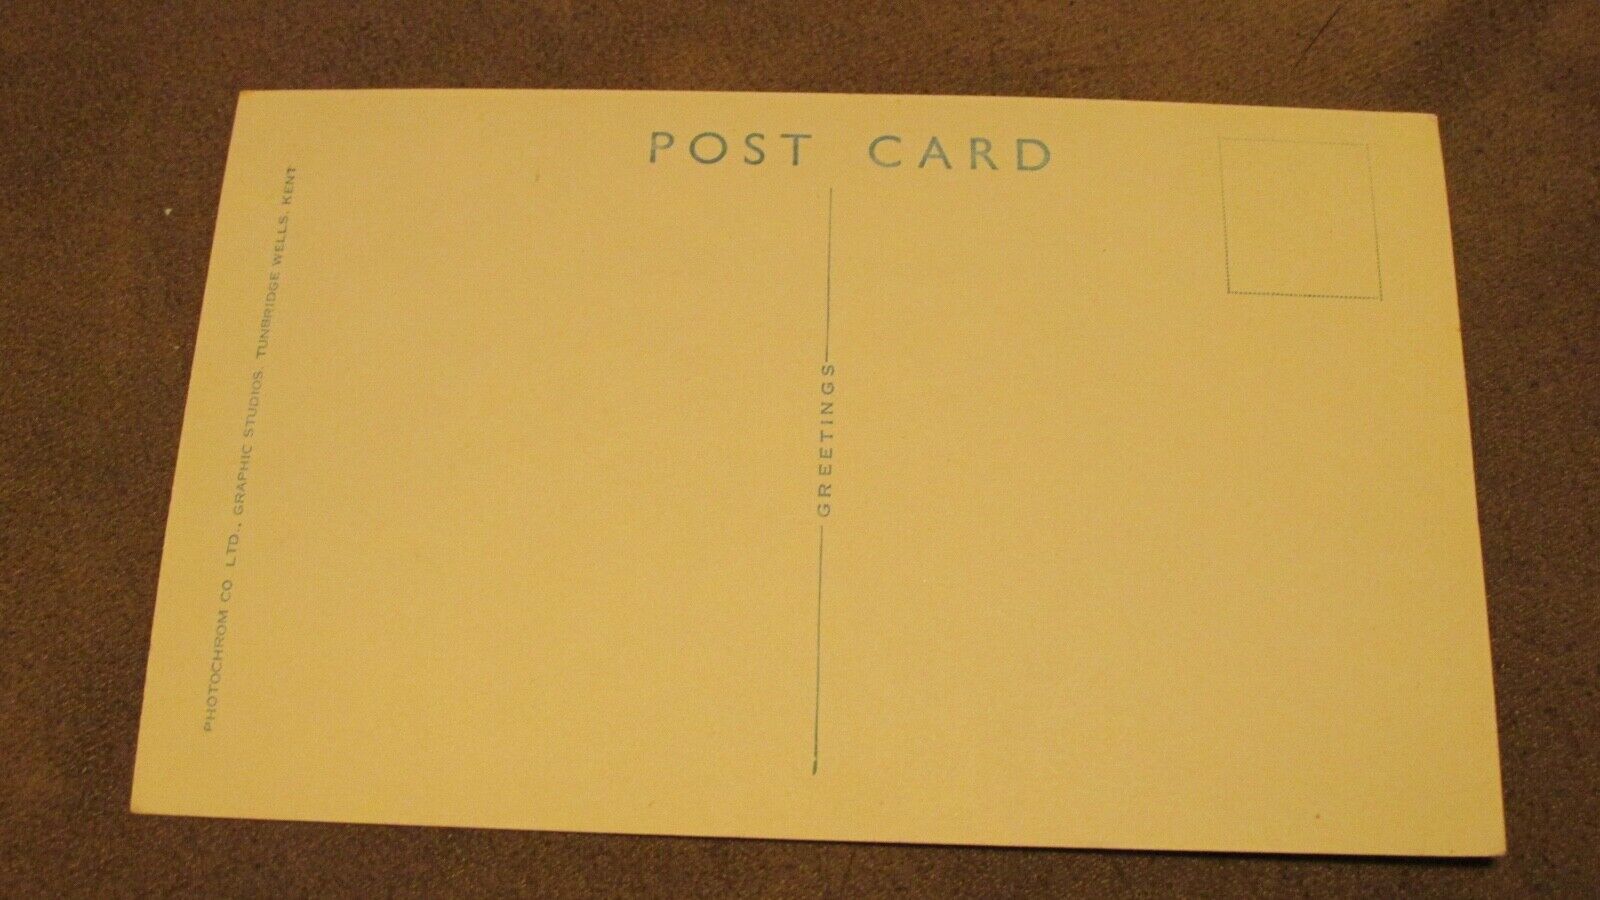 POST CARD
PHOTOCHROM CO LTD., GRAPHIC STUDIOS, TUNBRIDGE WELLS, KENT
GREETINGS